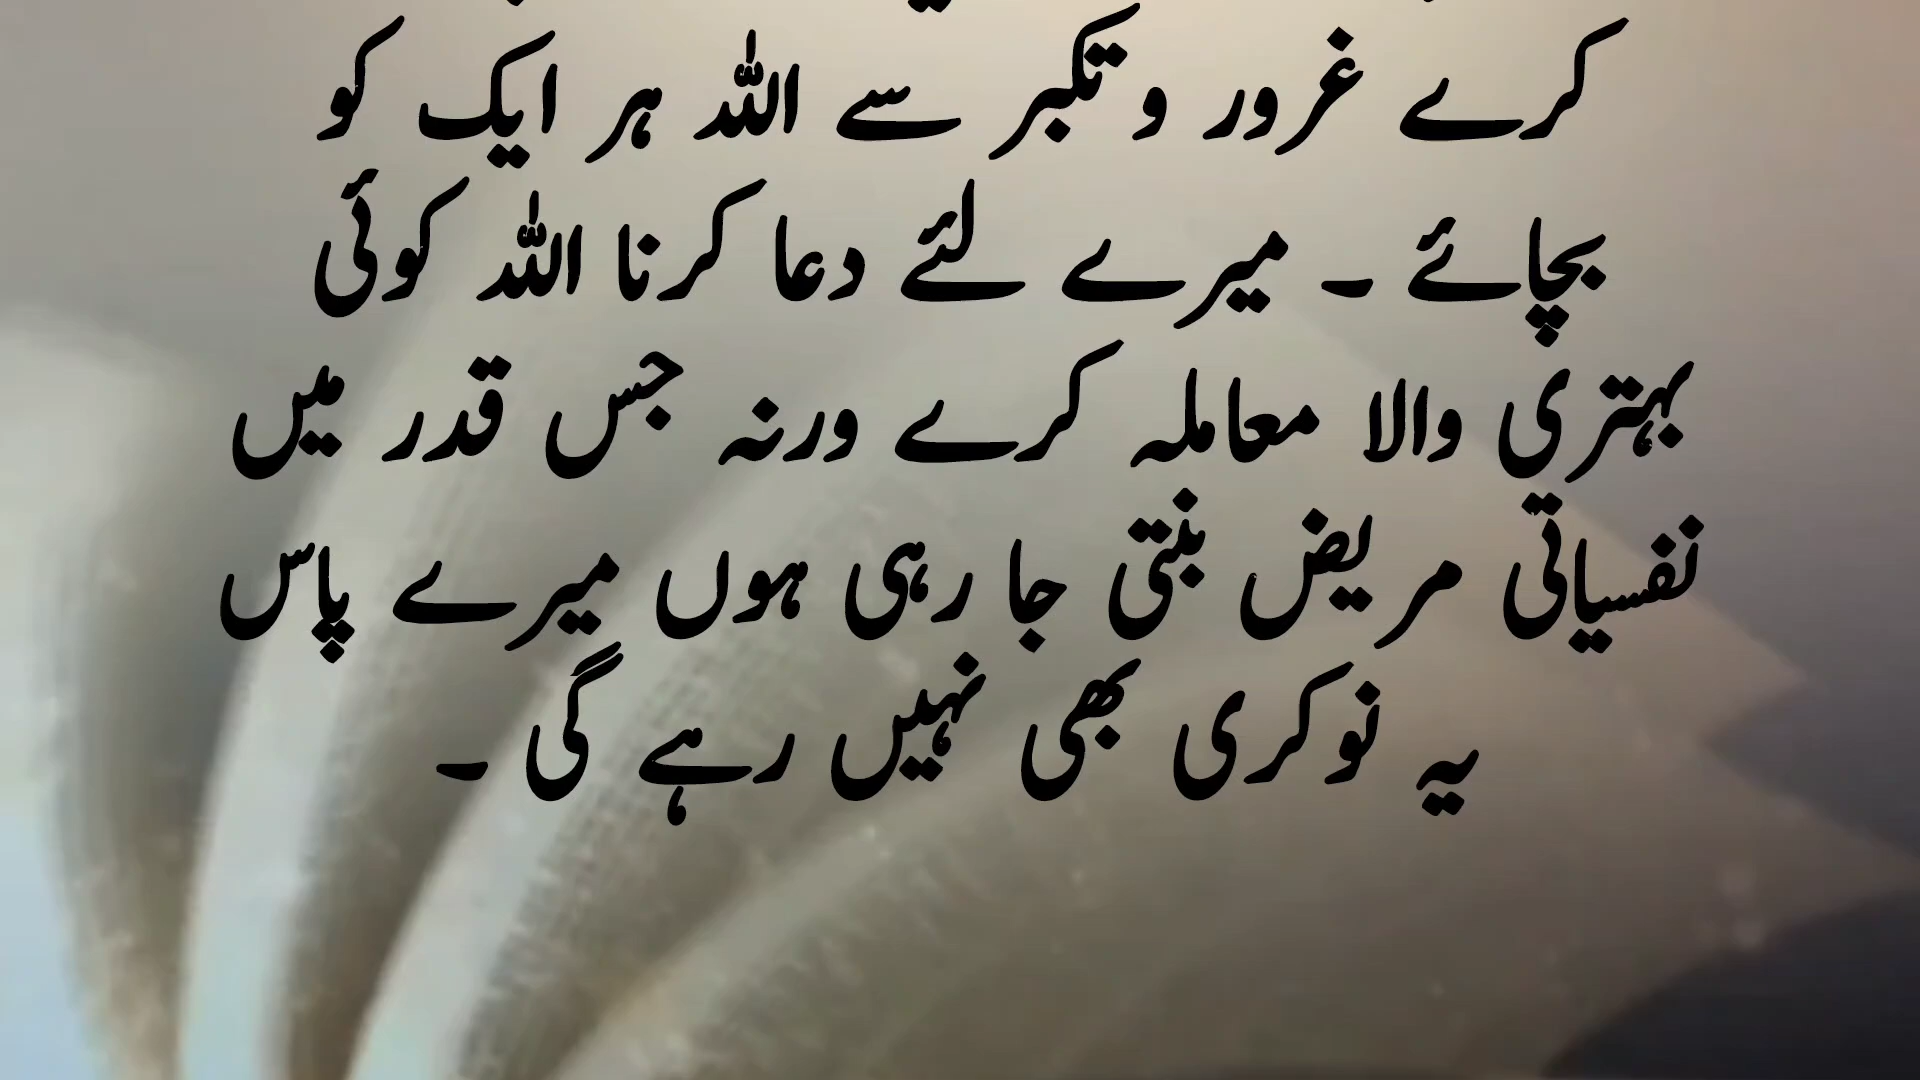 کرے غرور و تکبر سے اللہ ہر ایک کو
بچائے ۔ میرے لئے دعا کرنا اللہ کوئی
بہتری والا معاملہ کرے ورنہ جس قدر میں
نفسیاتی مریض بنتی جا رہی ہوں میرے پاس
یہ نوکری بھی نہیں رہے گی ۔